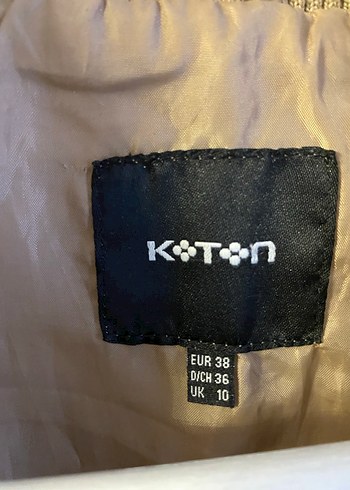 KOTON
EUR 38
D/CH 36
UK 10